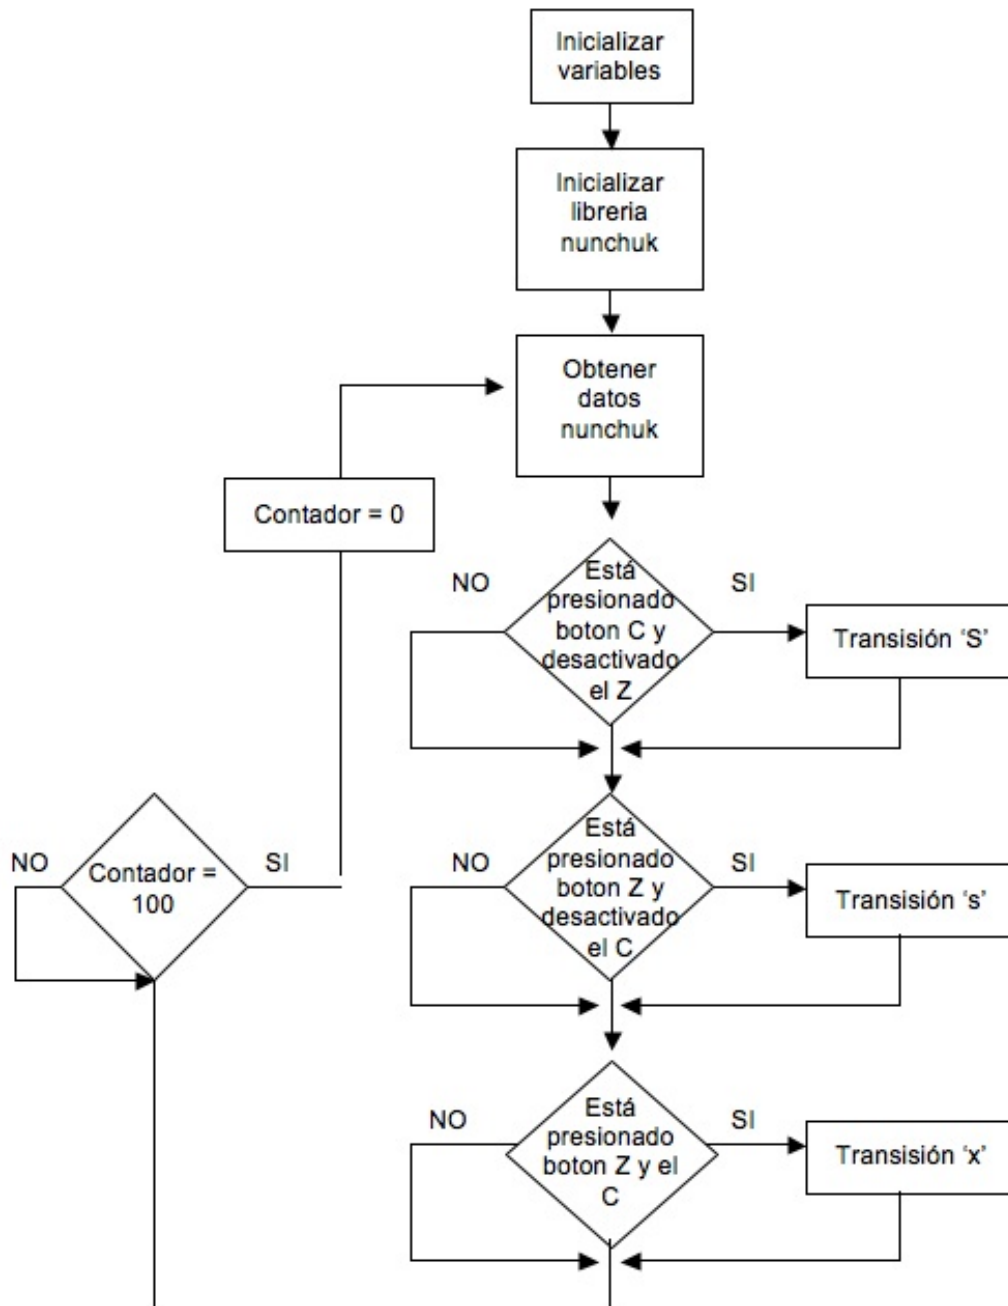 Inicializar
variables
Inicializar
libreria
nunchuk
Obtener
datos
nunchuk
Contador = 0
NO
Está
presionado
boton C y
desactivado
el Z
SI
Transisión ‘S’
NO
Contador =
100
SI
NO
Está
presionado
boton Z y
desactivado
el C
SI
Transisión ‘s’
NO
Está
presionado
boton Z y el
C
SI
Transisión ‘x’